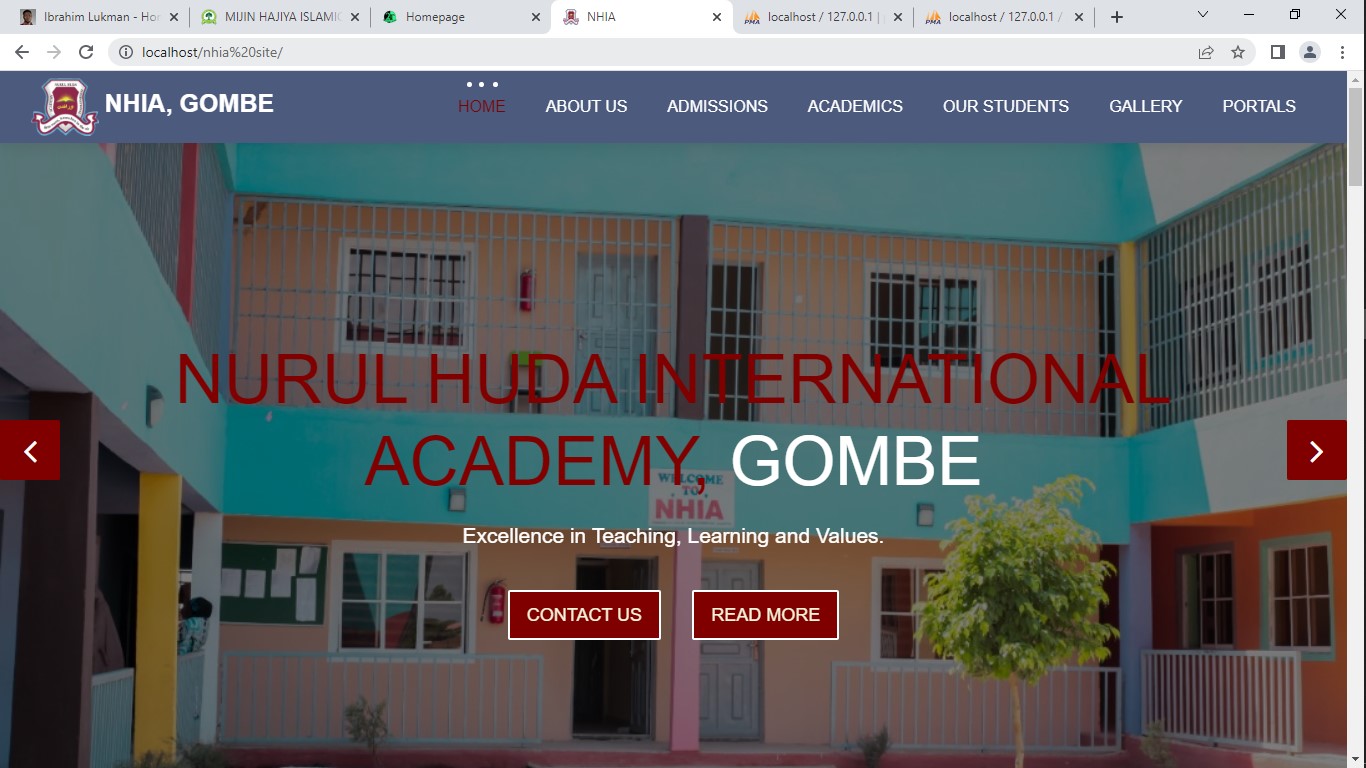 Ibrahim Lukman - Ho
MIJIN HAJIYA ISLAMIC
Homepage
NHIA
localhost / 127.0.0.1 | p
localhost / 127.0.0.1 /
localhost/nhia%20site/
NHIA, GOMBE
HOME
ABOUT US
ADMISSIONS
ACADEMICS
OUR STUDENTS
GALLERY
PORTALS
NURUL HUDA INTERNATIONAL
ACADEMY, GOMBE
WELCOME
TO
NHIA
Excellence in Teaching, Learning and Values.
CONTACT US
READ MORE